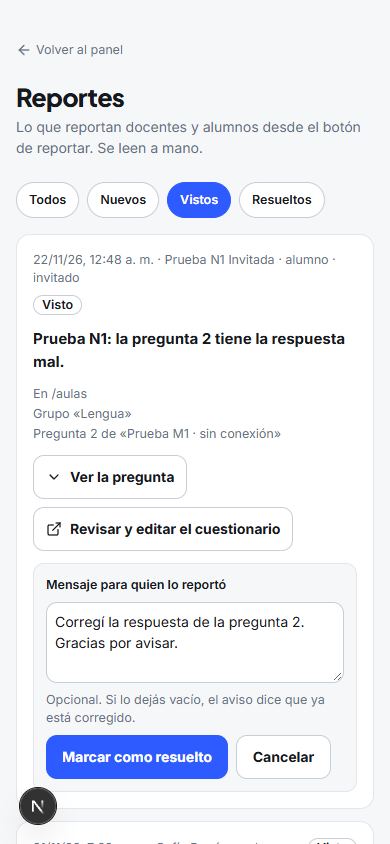 Volver al panel
Reportes
Lo que reportan docentes y alumnos desde el botón
de reportar. Se leen a mano.
Todos
Nuevos
Vistos
Resueltos
22/11/26, 12:48 a. m. · Prueba N1 Invitada · alumno ·
invitado
Visto
Prueba N1: la pregunta 2 tiene la respuesta
mal.
En /aulas
Grupo «Lengua»
Pregunta 2 de «Prueba M1 · sin conexión»
Ver la pregunta
Revisar y editar el cuestionario
Mensaje para quien lo reportó
Corregí la respuesta de la pregunta 2.
Gracias por avisar.
Opcional. Si lo dejás vacío, el aviso dice que ya
está corregido.
Marcar como resuelto
Cancelar
N